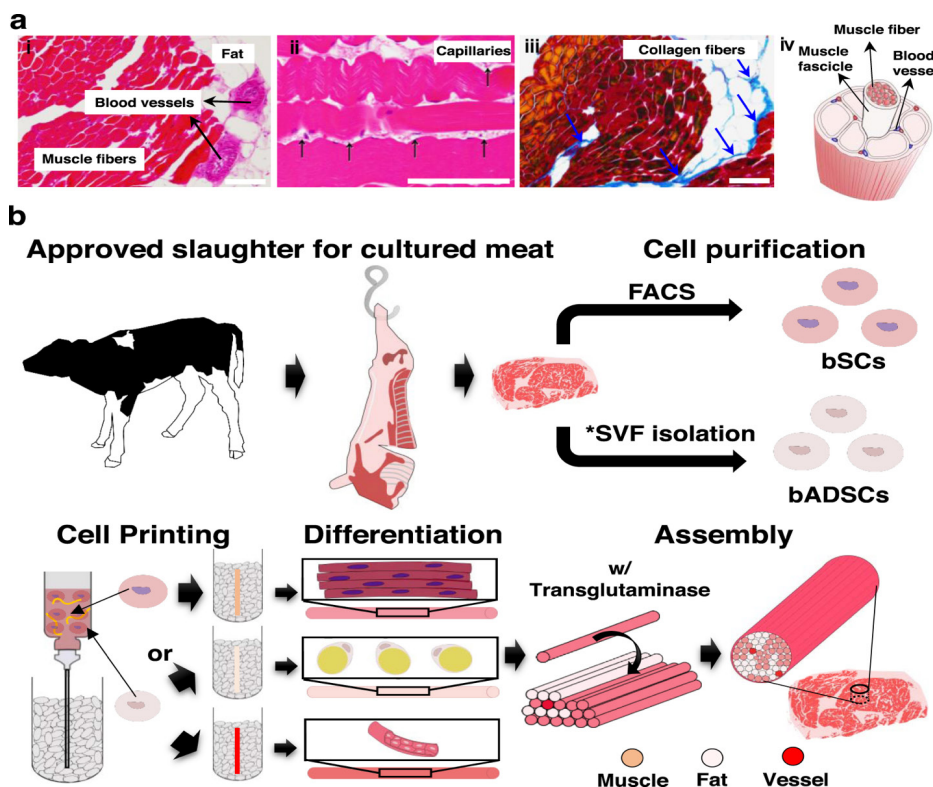 a
i
Fat
Blood vessels
Muscle fibers
ii
Capillaries
iii
Collagen fibers
iv
Muscle fiber
Muscle
fascicle
Blood
vesse
b
Approved slaughter for cultured meat
Cell purification
FACS
bSCs
*SVF isolation
bADSCs
Cell Printing
Differentiation
Assembly
or
w/
Transglutaminase
Muscle
Fat
Vessel